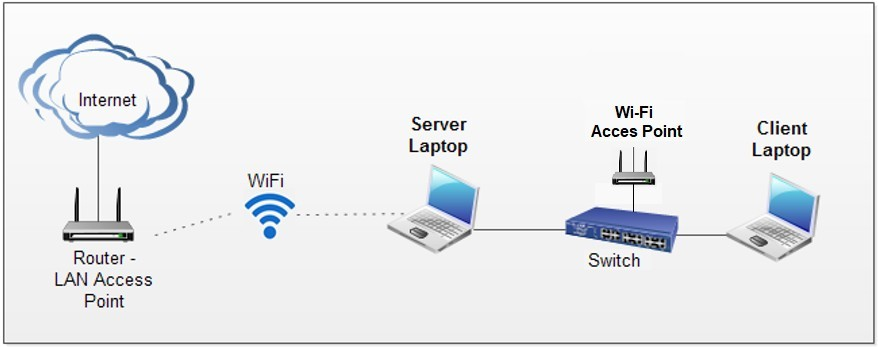 Internet
Router -
LAN Access
Point
WiFi
Server
Laptop
Wi-Fi
Acces Point
Switch
Client
Laptop